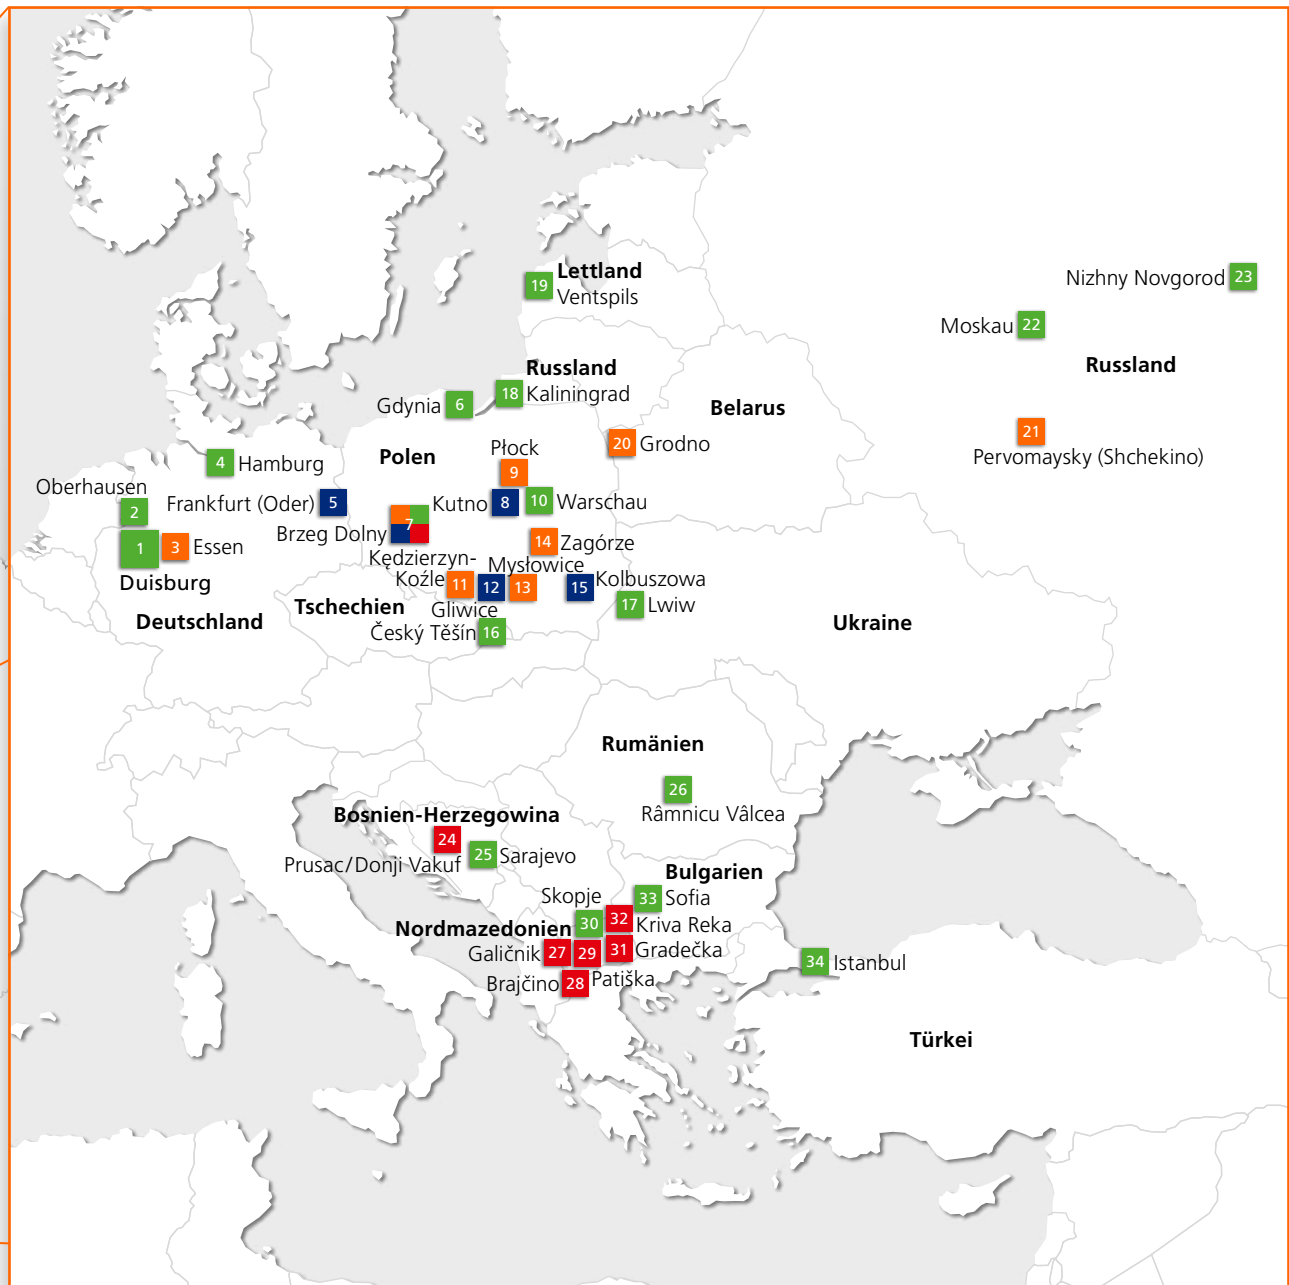 Lettland
19 Ventspils
Nizhny Novgorod 23
Moskau 22
Russland
Russland
18 Kaliningrad
Gdynia 6
Belarus
21
Pervomaysky (Shchekino)
20 Grodno
Polen
Płock
9
4 Hamburg
Oberhausen
2
Frankfurt (Oder) 5
Kutno 8
10 Warschau
7
Brzeg Dolny
1
3 Essen
Duisburg
14 Zagórze
Kędzierzyn-
Koźle 11
12
Gliwice
Mysłowice
13
15
Kolbuszowa
17 Lwiw
Tschechien
Deutschland
Český Těšín 16
Ukraine
Rumänien
26
Râmnicu Vâlcea
Bosnien-Herzegowina
24
Prusac/Donji Vakuf
25 Sarajevo
Bulgarien
33 Sofia
Skopje
30
32
Kriva Reka
Nordmazedonien
Galičnik 27
29
31 Gradečka
Patiška
Brajčino 28
34 Istanbul
Türkei